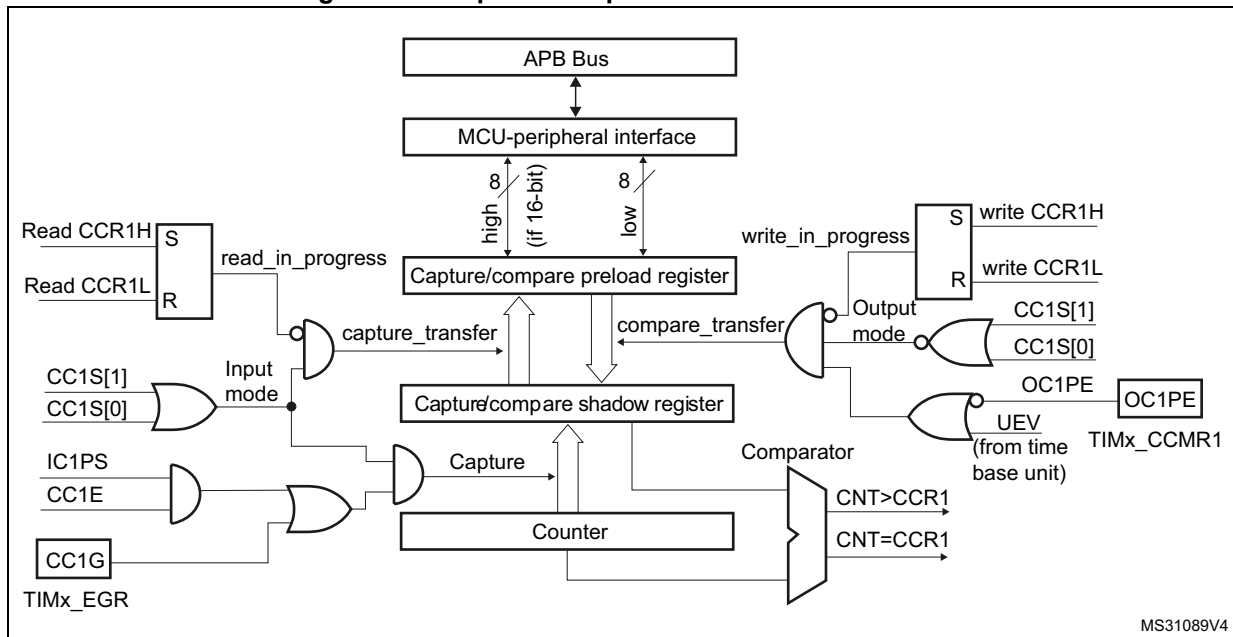 APB Bus
MCU-peripheral interface
8
high
(if 16-bit)
8
low
Read CCR1H
S
Read CCR1L
R
read_in_progress
write_in_progress
S
write CCR1H
R
write CCR1L
Capture/compare preload register
capture_transfer
compare_transfer
Output
mode
CC1S[1]
CC1S[0]
CC1S[1]
CC1S[0]
Input
mode
Capture/compare shadow register
OC1PE
OC1PE
UEV
(from time
base unit)
TIMx_CCMR1
IC1PS
CC1E
Capture
Comparator
CNT>CCR1
CNT=CCR1
Counter
CC1G
TIMx_EGR
MS31089V4